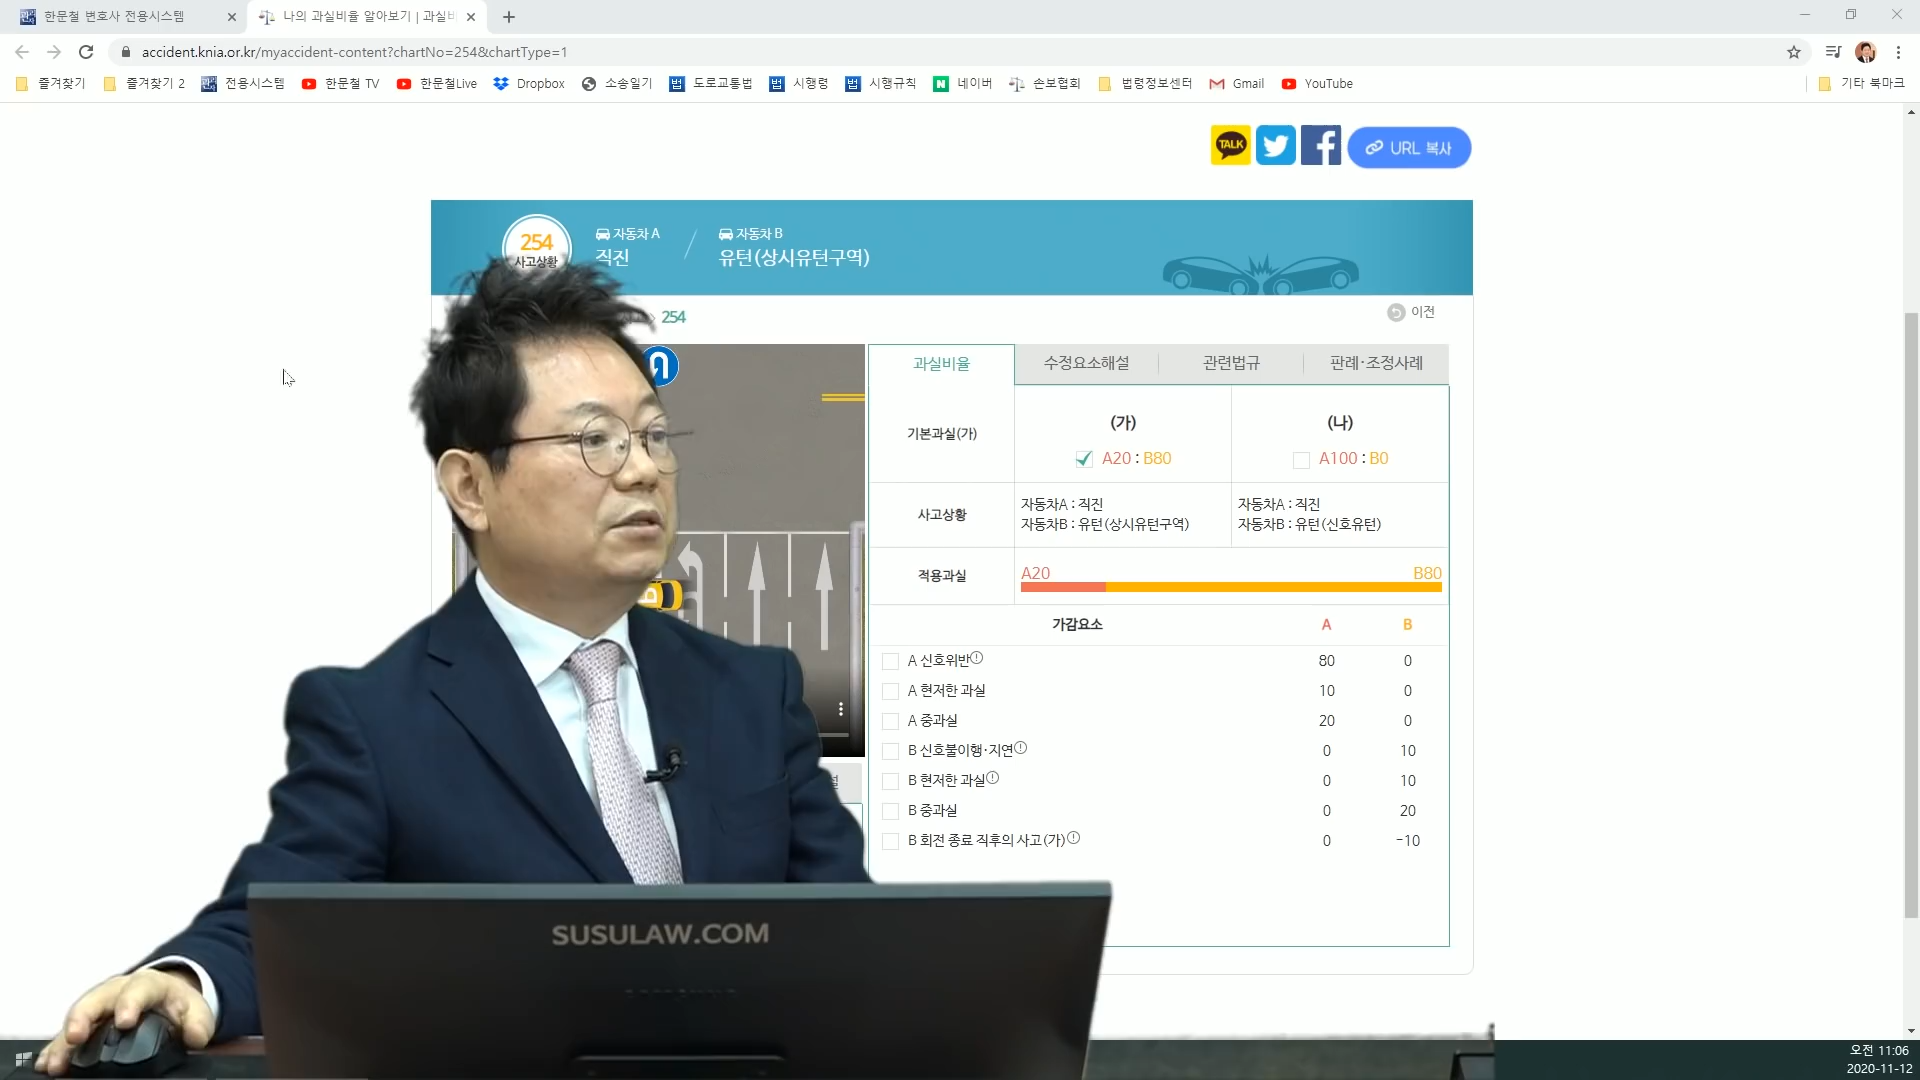 한문철 변호사 전용시스템
나의 과실비율 알아보기 | 과실비
accident.knia.or.kr/myaccident-content?chartNo=254&chartType=1
즐겨찾기
즐겨찾기 2
전용시스템
한문철 TV
한문철Live
Dropbox
소송일기
법 도로교통법
법 시행령
법 시행규칙
N 네이버
손보협회
법령정보센터
Gmail
YouTube
기타 북마크
TALK
URL 복사
254
사고상황
자동차 A
직진
자동차 B
유턴(상시유턴구역)
> 254
이전
과실비율
수정요소해설
관련법규
판례·조정사례
기본과실(가)
(가)
A20 : B80
(나)
A100 : B0
사고상황
자동차A : 직진
자동차B : 유턴(상시유턴구역)
자동차A : 직진
자동차B : 유턴(신호유턴)
적용과실
A20
B80
가감요소 A B
A 신호위반 80 0
A 현저한 과실 10 0
A 중과실 20 0
B 신호불이행·지연 0 10
B 현저한 과실 0 10
B 중과실 0 20
B 회전 종료 직후의 사고(가) 0 -10
B
SUSULAW.COM
오전 11:06
2020-11-12